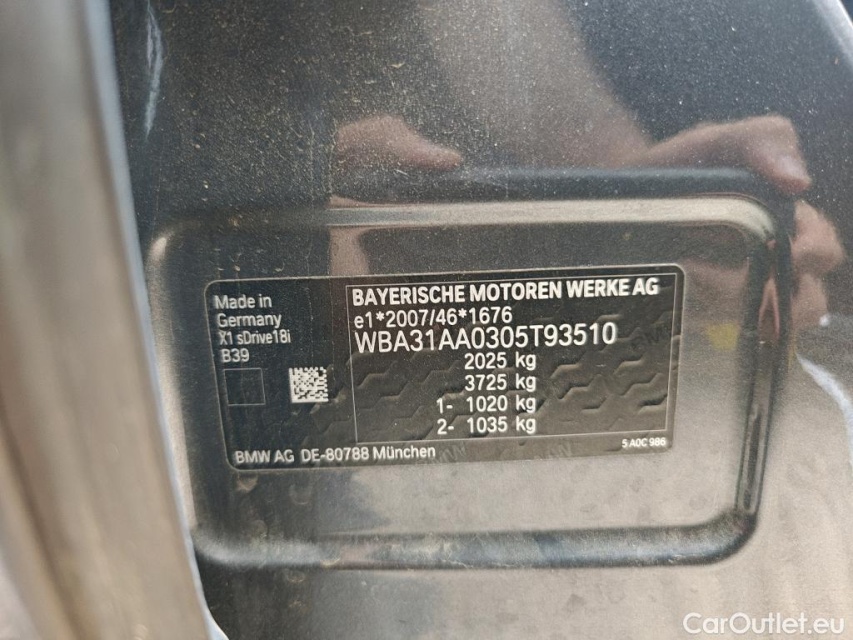 Made in
Germany
X1 sDrive18i
B39
BAYERISCHE MOTOREN WERKE AG
e1*2007/46*1676
WBA31AA0305T93510
2025 kg
3725 kg
1- 1020 kg
2- 1035 kg
BMW AG DE-80788 München
5 A0C 986
CarOutlet.eu